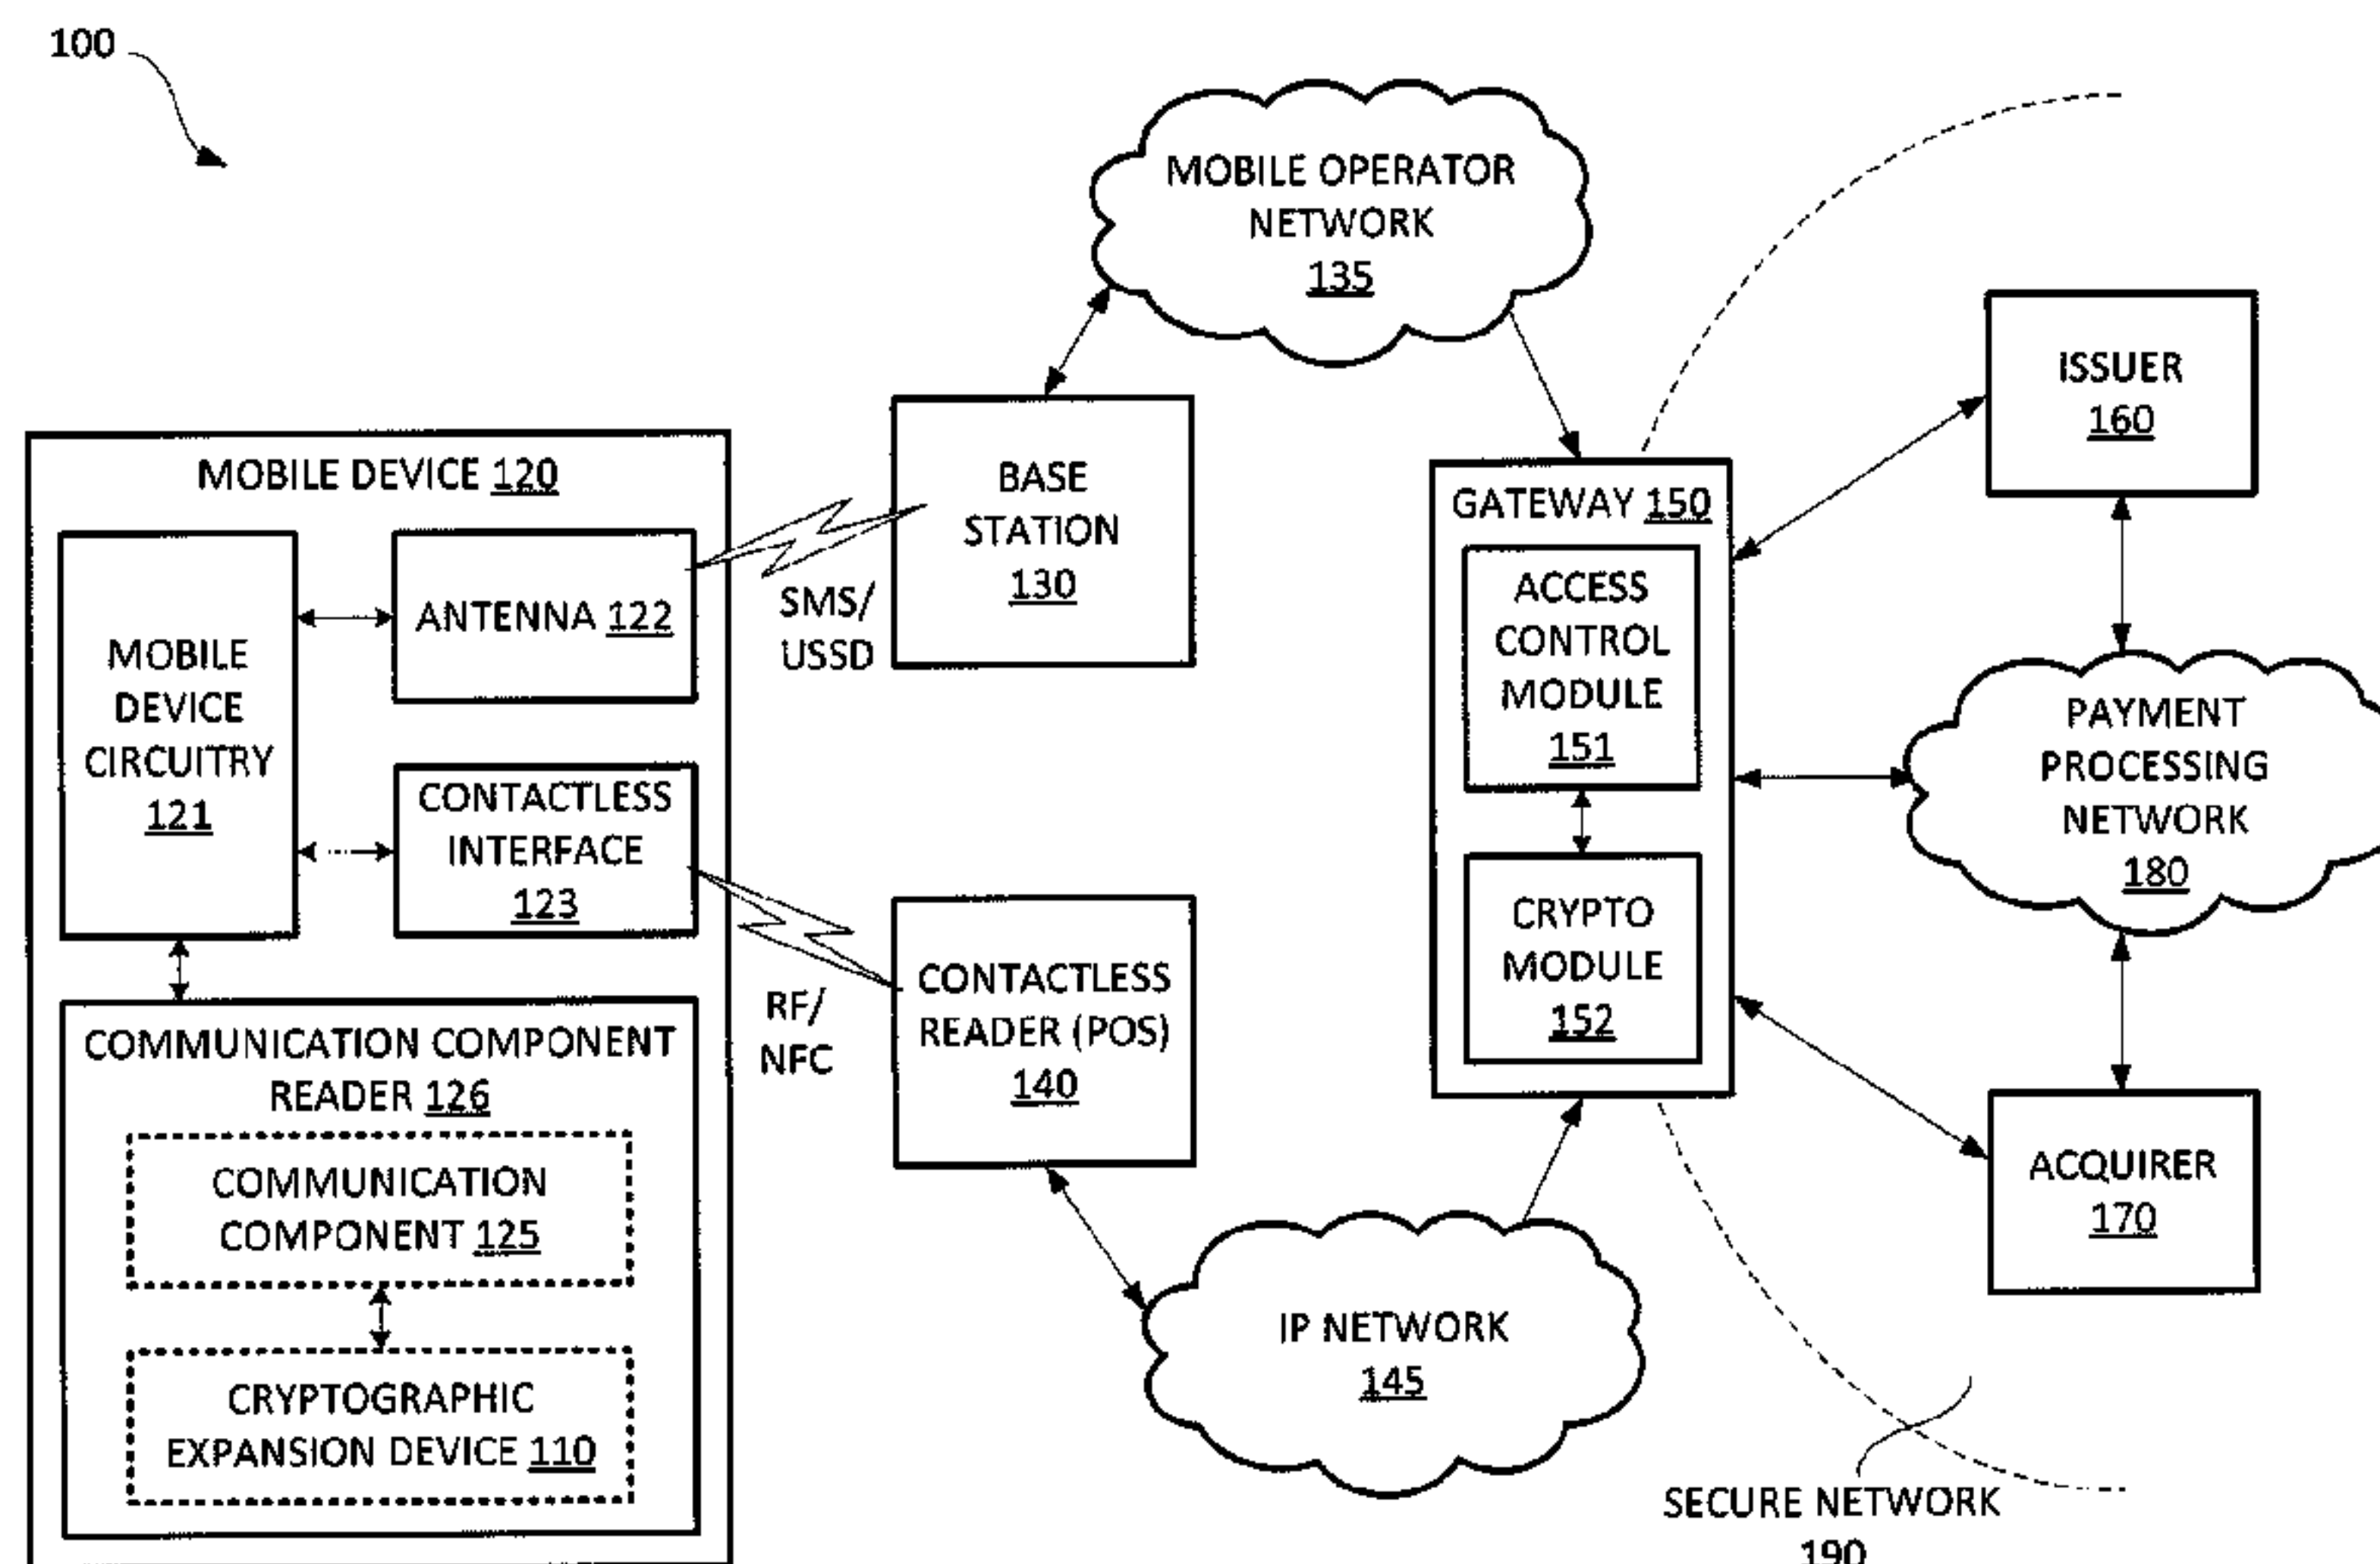 100
MOBILE OPERATOR
NETWORK
135
ISSUER
160
MOBILE DEVICE 120
MOBILE
DEVICE
CIRCUITRY
121
ANTENNA 122
CONTACTLESS
INTERFACE
123
COMMUNICATION COMPONENT
READER 126
COMMUNICATION
COMPONENT 125
CRYPTOGRAPHIC
EXPANSION DEVICE 110
SMS/
USSD
RF/
NFC
BASE
STATION
130
CONTACTLESS
READER (POS)
140
IP NETWORK
145
GATEWAY 150
ACCESS
CONTROL
MODULE
151
CRYPTO
MODULE
152
PAYMENT
PROCESSING
NETWORK
180
ACQUIRER
170
SECURE NETWORK
190